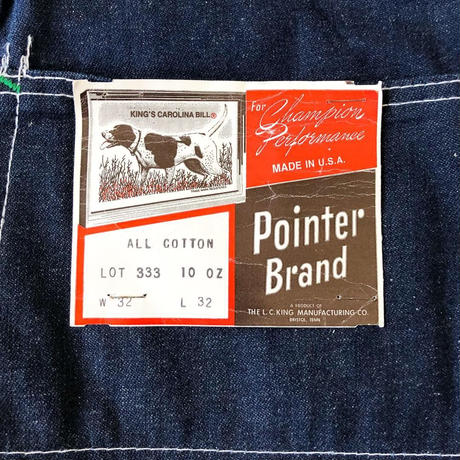 KING'S CAROLINA BILL®
For Champion
Performance
MADE IN U.S.A.
ALL COTTON
LOT 333 10 OZ
W 32 L 32
Pointer
Brand
A PRODUCT OF
THE L.C. KING MANUFACTURING CO.
BRISTOL, TENN.